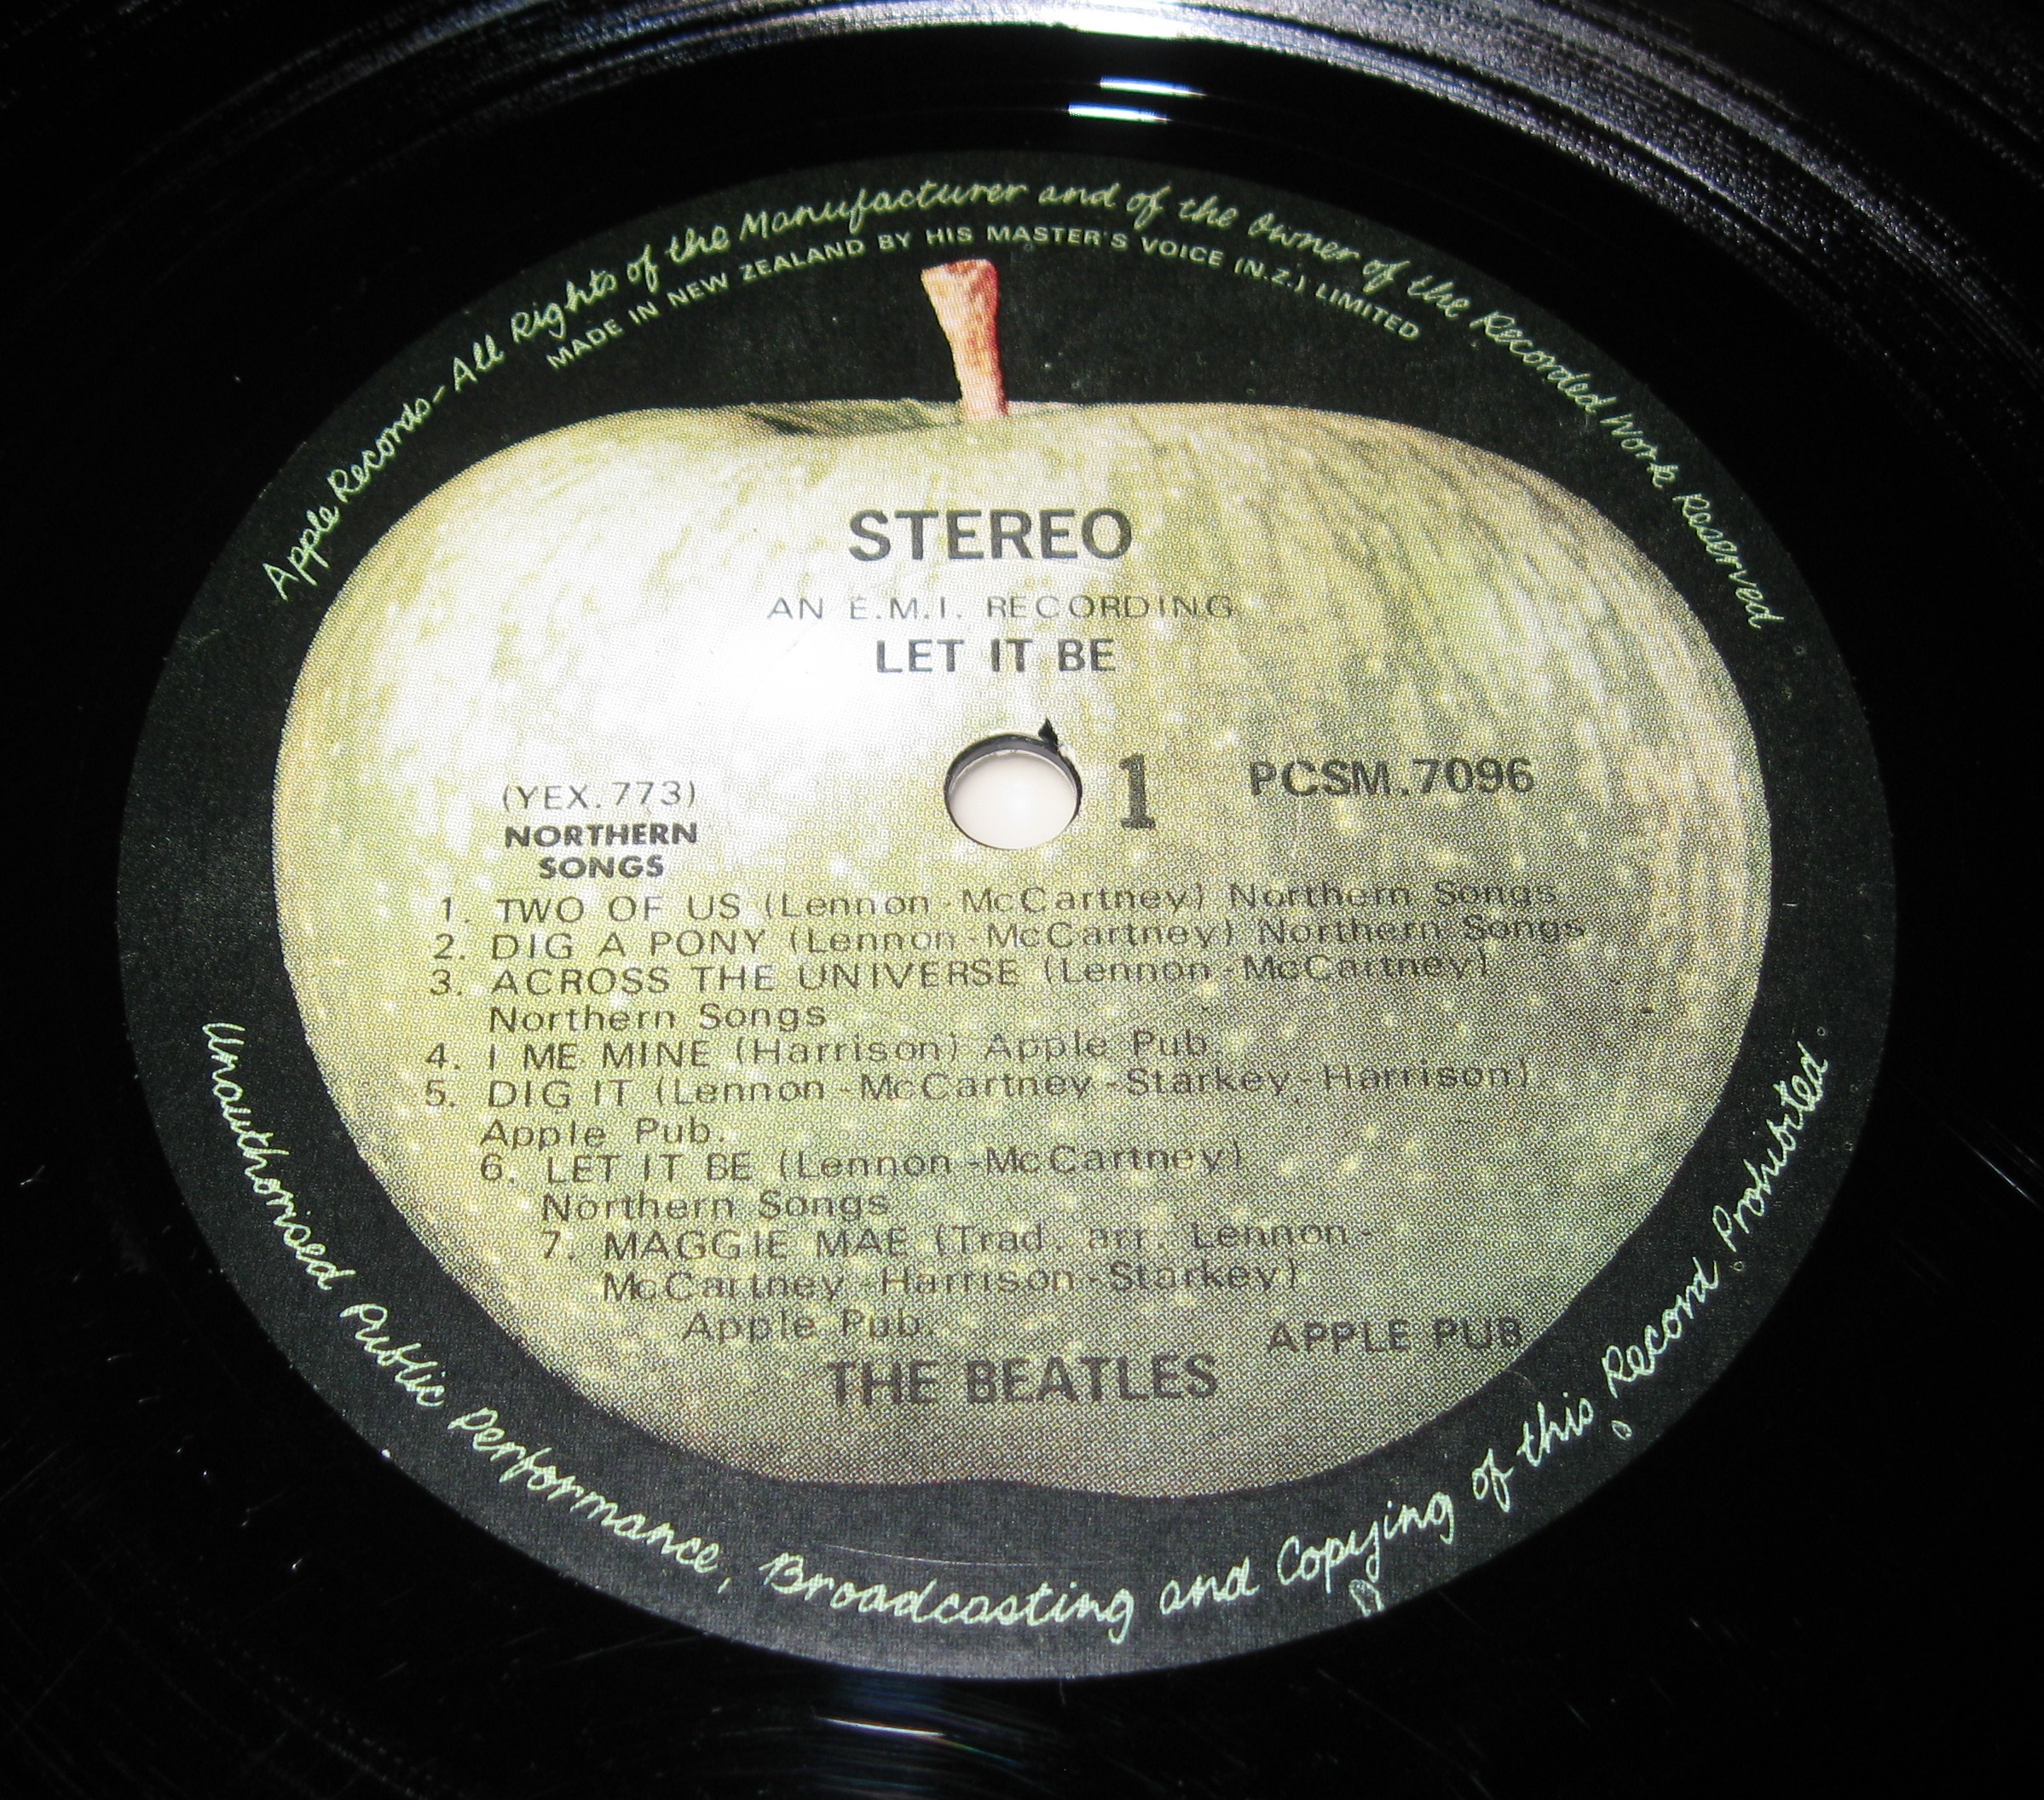 Apple Records - All Rights of the Manufacturer and of the Owner of the Recorded Work Reserved
MADE IN NEW ZEALAND BY HIS MASTER'S VOICE (N.Z.) LIMITED
STEREO
AN E.M.I. RECORDING
LET IT BE
1
PCSM.7096
(YEX.773)
NORTHERN
SONGS
1. TWO OF US (Lennon-McCartney) Northern Songs
2. DIG A PONY (Lennon-McCartney) Northern Songs
3. ACROSS THE UNIVERSE (Lennon-McCartney)
Northern Songs
4. I ME MINE (Harrison) Apple Pub.
5. DIG IT (Lennon-McCartney-Starkey-Harrison)
Apple Pub.
6. LET IT BE (Lennon-McCartney)
Northern Songs
7. MAGGIE MAE (Trad. arr. Lennon-
McCartney-Harrison-Starkey)
Apple Pub.
APPLE PUB
THE BEATLES
Unauthorised Public Performance, Broadcasting and Copying of this Record Prohibited.